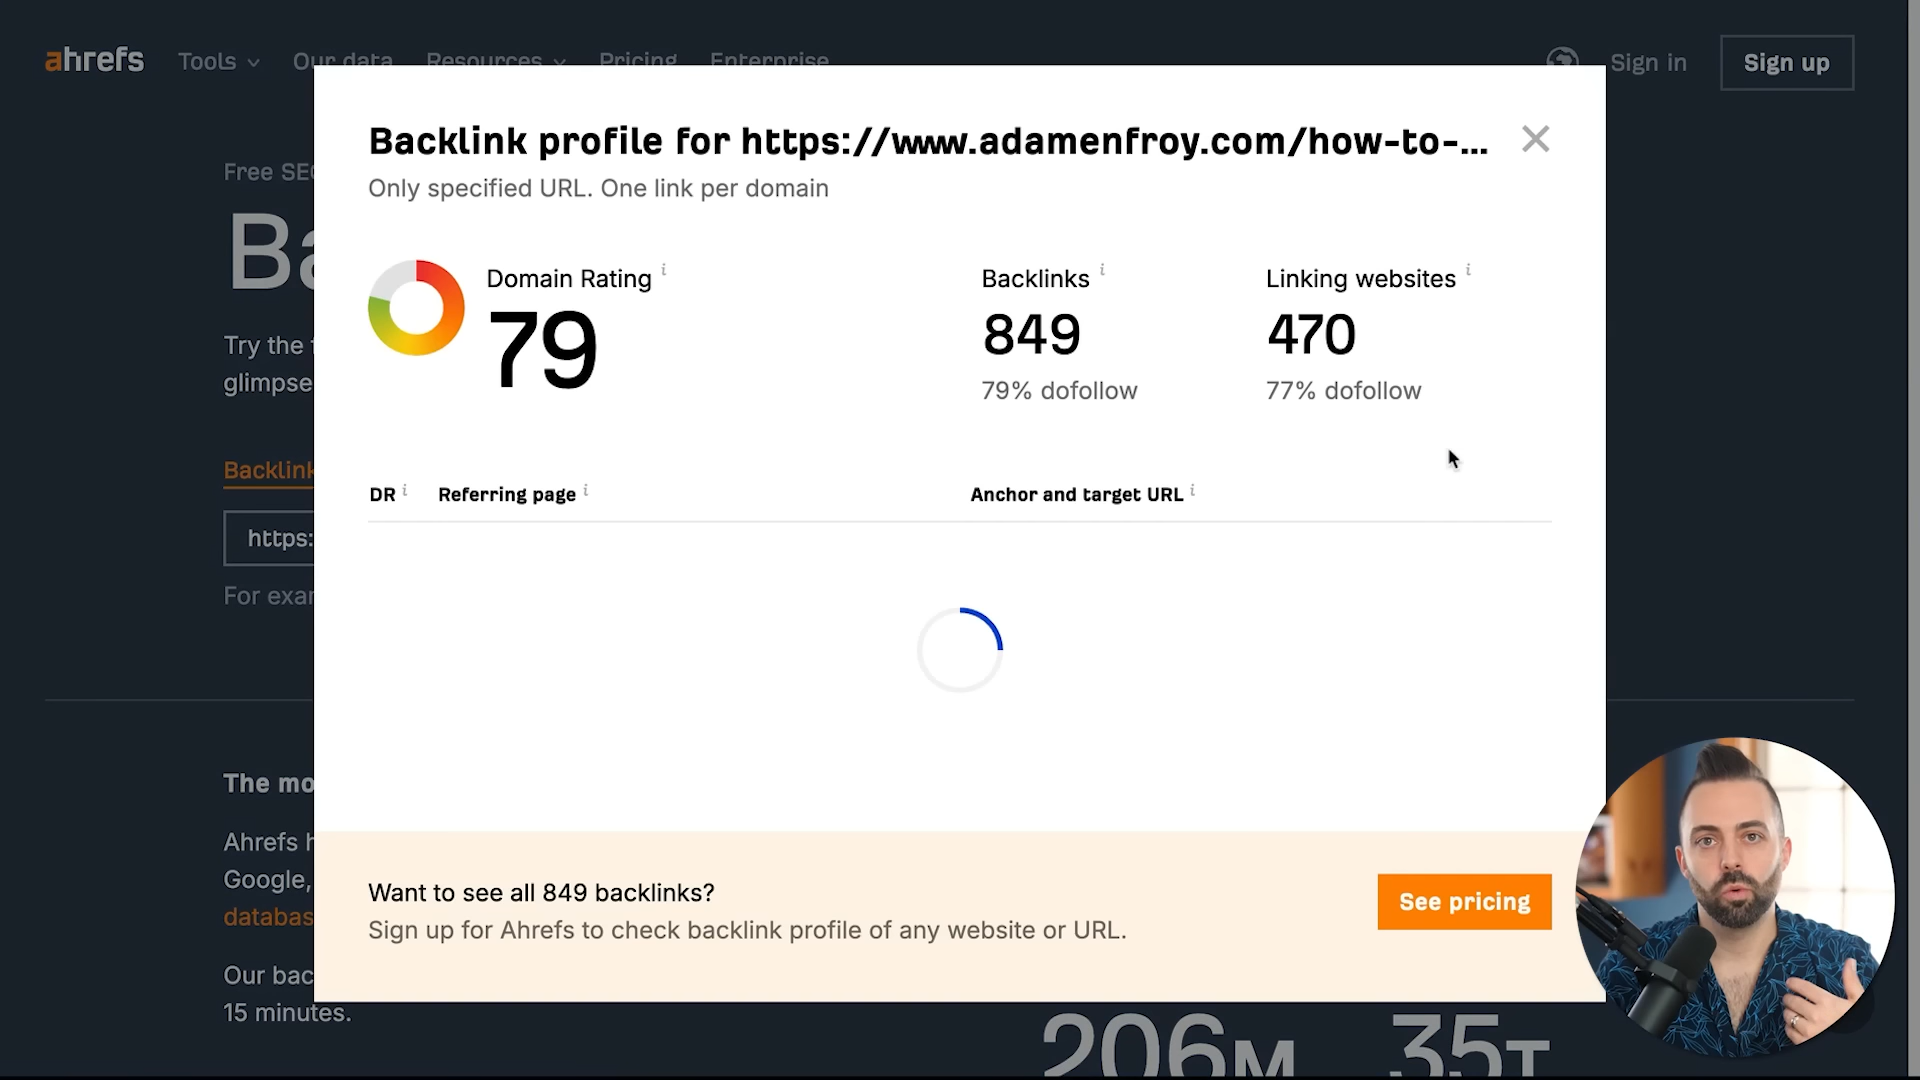 ahrefs Tools Our data Resources Pricing Enterprise Sign in Sign up
Backlink profile for https://www.adamenfroy.com/how-to-...
Only specified URL. One link per domain
Free SEO
Domain Rating i
79
Backlinks i
849
79% dofollow
Linking websites i
470
77% dofollow
Try the
glimpse
DR i Referring page i Anchor and target URL i
Backlink
https:
The mo
Ahrefs
Google,
databas
Want to see all 849 backlinks?
Sign up for Ahrefs to check backlink profile of any website or URL.
See pricing
Our bac
15 minutes.
206M 35T